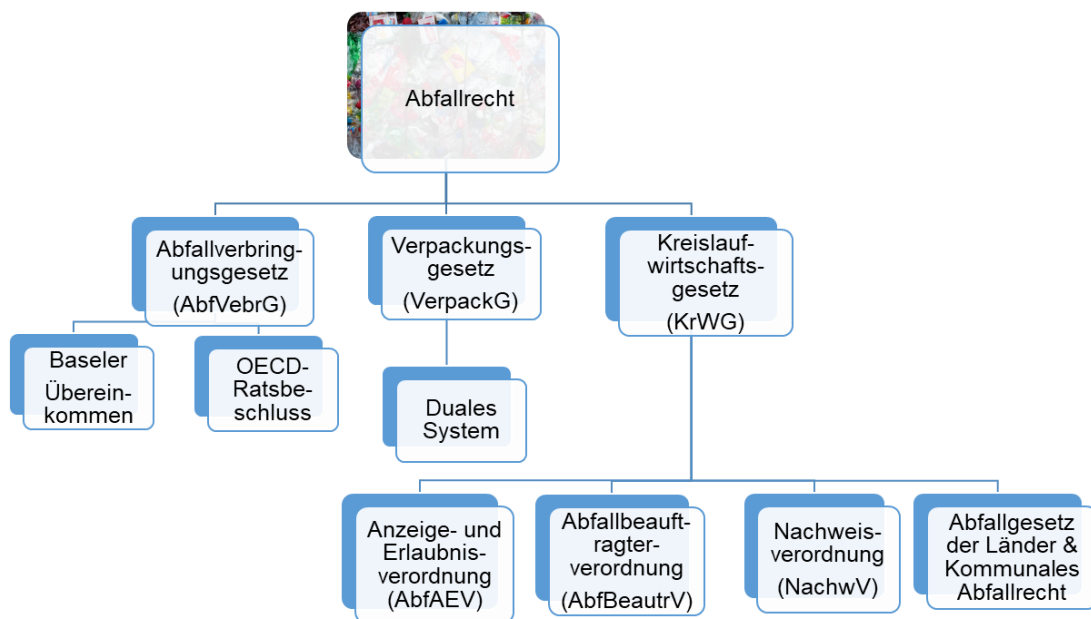 Abfallrecht
Abfallverbring-
ungsgesetz
(AbfVebrG)
Verpackungs-
gesetz
(VerpackG)
Kreislauf-
wirtschafts-
gesetz
(KrWG)
Baseler
Überein-
kommen
OECD-
Ratsbe-
schluss
Duales
System
Anzeige- und
Erlaubnis-
verordnung
(AbfAEV)
Abfallbeauft-
ragter-
verordnung
(AbfBeautrV)
Nachweis-
verordnung
(NachwV)
Abfallgesetz
der Länder &
Kommunales
Abfallrecht